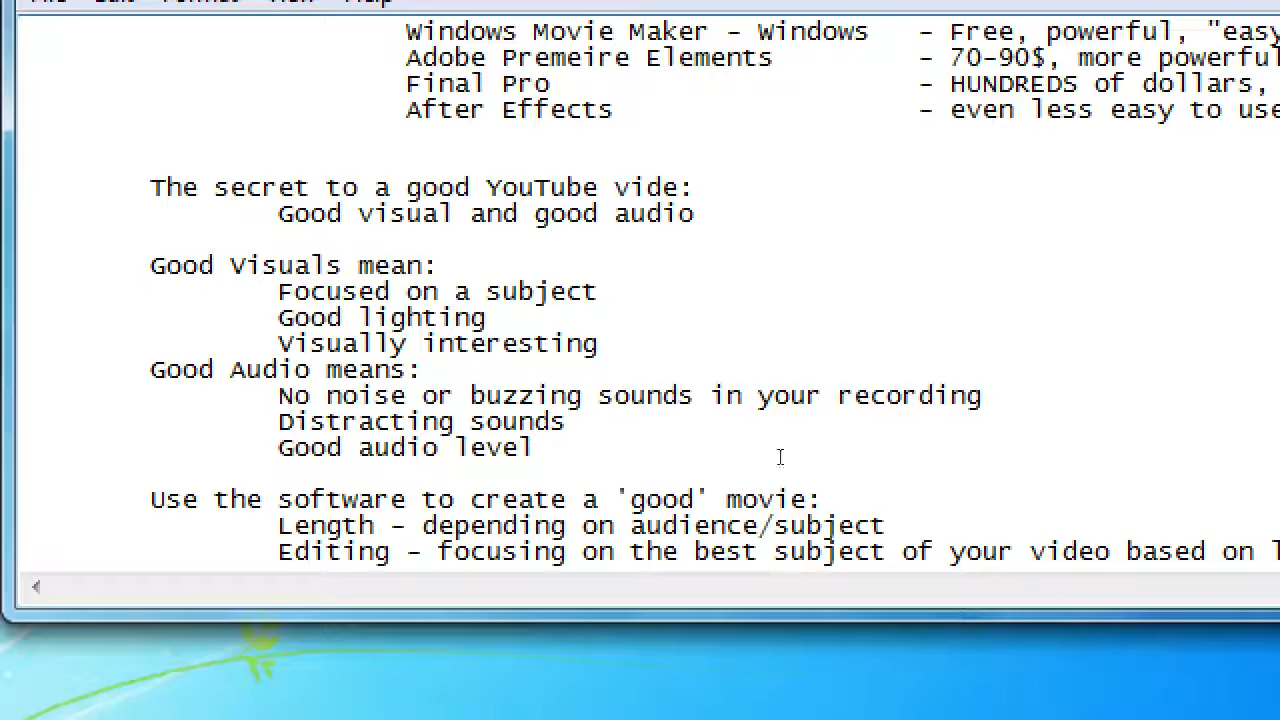 Windows Movie Maker - Windows - Free, powerful, "easy
Adobe Premeire Elements - 70-90$, more powerful
Final Pro - HUNDREDS of dollars,
After Effects - even less easy to use
The secret to a good YouTube vide:
Good visual and good audio
Good Visuals mean:
Focused on a subject
Good lighting
Visually interesting
Good Audio means:
No noise or buzzing sounds in your recording
Distracting sounds
Good audio level
Use the software to create a 'good' movie:
Length - depending on audience/subject
Editing - focusing on the best subject of your video based on